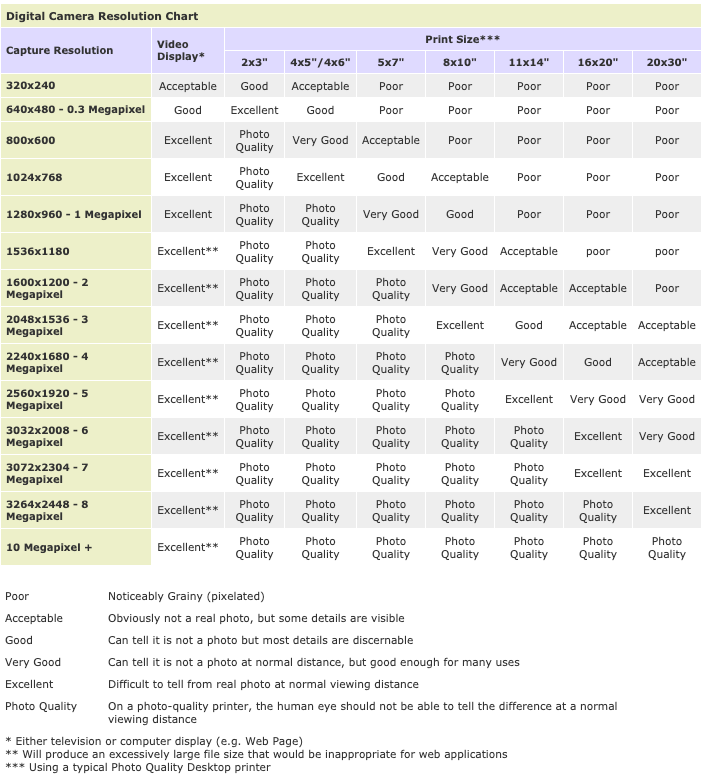 Digital Camera Resolution Chart
Capture Resolution Video Display* Print Size***
2x3" 4x5"/4x6" 5x7" 8x10" 11x14" 16x20" 20x30"
320x240 Acceptable Good Acceptable Poor Poor Poor Poor Poor
640x480 - 0.3 Megapixel Good Excellent Good Poor Poor Poor Poor Poor
800x600 Excellent Photo Quality Very Good Acceptable Poor Poor Poor Poor
1024x768 Excellent Photo Quality Excellent Good Acceptable Poor Poor Poor
1280x960 - 1 Megapixel Excellent Photo Quality Photo Quality Very Good Good Poor Poor Poor
1536x1180 Excellent** Photo Quality Photo Quality Excellent Very Good Acceptable poor poor
1600x1200 - 2 Megapixel Excellent** Photo Quality Photo Quality Photo Quality Very Good Acceptable Acceptable Poor
2048x1536 - 3 Megapixel Excellent** Photo Quality Photo Quality Photo Quality Excellent Good Acceptable Acceptable
2240x1680 - 4 Megapixel Excellent** Photo Quality Photo Quality Photo Quality Photo Quality Very Good Good Acceptable
2560x1920 - 5 Megapixel Excellent** Photo Quality Photo Quality Photo Quality Photo Quality Excellent Very Good Very Good
3032x2008 - 6 Megapixel Excellent** Photo Quality Photo Quality Photo Quality Photo Quality Photo Quality Excellent Very Good
3072x2304 - 7 Megapixel Excellent** Photo Quality Photo Quality Photo Quality Photo Quality Photo Quality Excellent Excellent
3264x2448 - 8 Megapixel Excellent** Photo Quality Photo Quality Photo Quality Photo Quality Photo Quality Photo Quality Excellent
10 Megapixel + Excellent** Photo Quality Photo Quality Photo Quality Photo Quality Photo Quality Photo Quality Photo Quality
Poor Noticeably Grainy (pixelated)
Acceptable Obviously not a real photo, but some details are visible
Good Can tell it is not a photo but most details are discernable
Very Good Can tell it is not a photo at normal distance, but good enough for many uses
Excellent Difficult to tell from real photo at normal viewing distance
Photo Quality On a photo-quality printer, the human eye should not be able to tell the difference at a normal
viewing distance
* Either television or computer display (e.g. Web Page)
** Will produce an excessively large file size that would be inappropriate for web applications
*** Using a typical Photo Quality Desktop printer